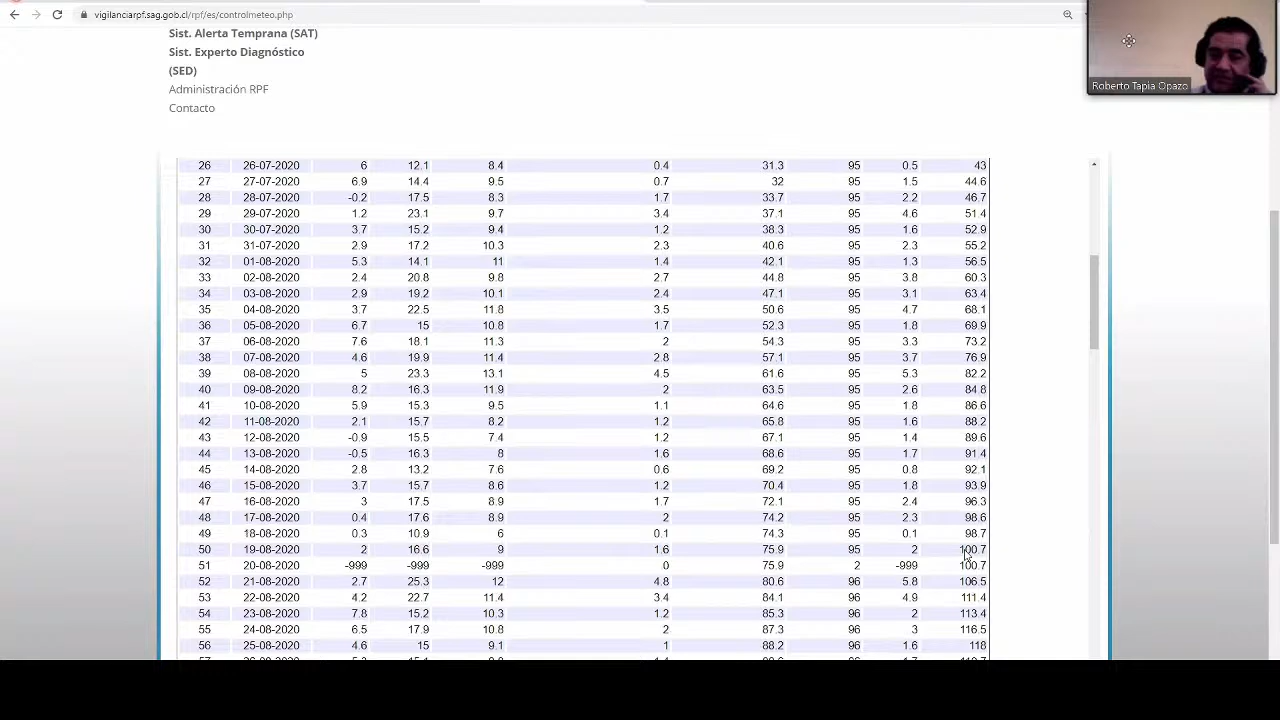 vigilanciarpf.sag.gob.cl/rpf/es/controlmeteo.php
Sist. Alerta Temprana (SAT)
Sist. Experto Diagnóstico
(SED)
Administración RPF
Contacto
Roberto Tapia Opazo
26 26-07-2020 6 12.1 8.4 0.4 31.3 95 0.5 43
27 27-07-2020 6.9 14.4 9.5 0.7 32 95 1.5 44.6
28 28-07-2020 -0.2 17.5 8.3 1.7 33.7 95 2.2 46.7
29 29-07-2020 1.2 23.1 9.7 3.4 37.1 95 4.6 51.4
30 30-07-2020 3.7 15.2 9.4 1.2 38.3 95 1.6 52.9
31 31-07-2020 2.9 17.2 10.3 2.3 40.6 95 2.3 55.2
32 01-08-2020 5.3 14.1 11 1.4 42.1 95 1.3 56.5
33 02-08-2020 2.4 20.8 9.8 2.7 44.8 95 3.8 60.3
34 03-08-2020 2.9 19.2 10.1 2.4 47.1 95 3.1 63.4
35 04-08-2020 3.7 22.5 11.8 3.5 50.6 95 4.7 68.1
36 05-08-2020 6.7 15 10.8 1.7 52.3 95 1.8 69.9
37 06-08-2020 7.6 18.1 11.3 2 54.3 95 3.3 73.2
38 07-08-2020 4.6 19.9 11.4 2.8 57.1 95 3.7 76.9
39 08-08-2020 5 23.3 13.1 4.5 61.6 95 5.3 82.2
40 09-08-2020 8.2 16.3 11.9 2 63.5 95 2.6 84.8
41 10-08-2020 5.9 15.3 9.5 1.1 64.6 95 1.8 86.6
42 11-08-2020 2.1 15.7 8.2 1.2 65.8 95 1.6 88.2
43 12-08-2020 -0.9 15.5 7.4 1.2 67.1 95 1.4 89.6
44 13-08-2020 -0.5 16.3 8 1.6 68.6 95 1.7 91.4
45 14-08-2020 2.8 13.2 7.6 0.6 69.2 95 0.8 92.1
46 15-08-2020 3.7 15.7 8.6 1.2 70.4 95 1.8 93.9
47 16-08-2020 3 17.5 8.9 1.7 72.1 95 2.4 96.3
48 17-08-2020 0.4 17.6 8.9 2 74.2 95 2.3 98.6
49 18-08-2020 0.3 10.9 6 0.1 74.3 95 0.1 98.7
50 19-08-2020 2 16.6 9 1.6 75.9 95 2 100.7
51 20-08-2020 -999 -999 -999 0 75.9 2 -999 100.7
52 21-08-2020 2.7 25.3 12 4.8 80.6 96 5.8 106.5
53 22-08-2020 4.2 22.7 11.4 3.4 84.1 96 4.9 111.4
54 23-08-2020 7.8 15.2 10.3 1.2 85.3 96 2 113.4
55 24-08-2020 6.5 17.9 10.8 2 87.3 96 3 116.5
56 25-08-2020 4.6 15 9.1 1 88.2 96 1.6 118